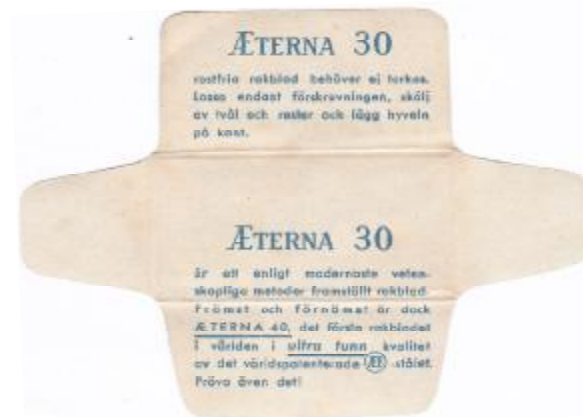 ÆTERNA 30
rostfria rakblad behöver ej torkas.
Lossa endast förskruvningen, skölj
av tvål och rester och lägg hyveln
på kant.
ÆTERNA 30
är ett enligt modernaste veten-
skapliga metoder framställt rakblad.
Främst och förnämst är dock
ÆTERNA 40, det första rakbladet
i världen i ultra tunn kvalitet
av det världspatenterade ÆE stålet.
Pröva även det!